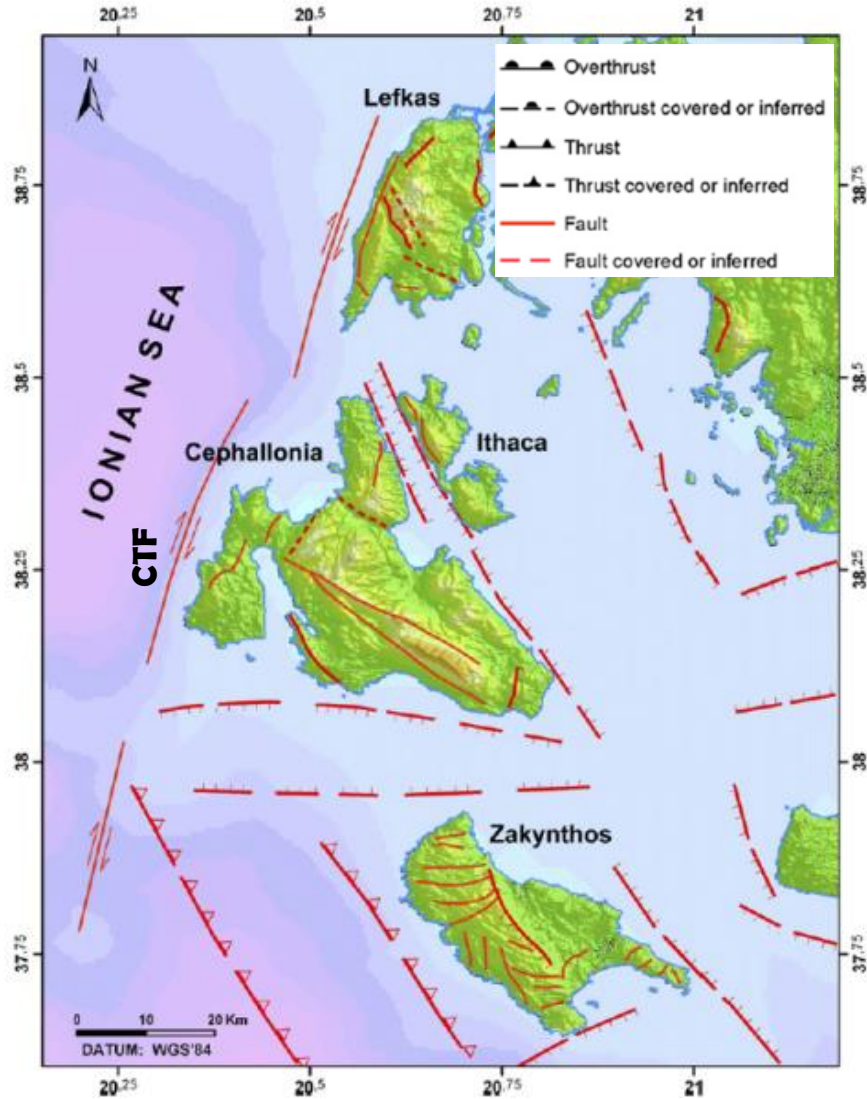 20.25 20.5 20.75 21
N
Lefkas
Overthrust
Overthrust covered or inferred
Thrust
Thrust covered or inferred
Fault
Fault covered or inferred
38.75 38.75
IONIAN SEA
38.5 38.5
Cephallonia
Ithaca
CTF
38.25 38.25
38 38
Zakynthos
37.75 37.75
0 10 20 Km
DATUM: WGS'84
20.25 20.5 20.75 21